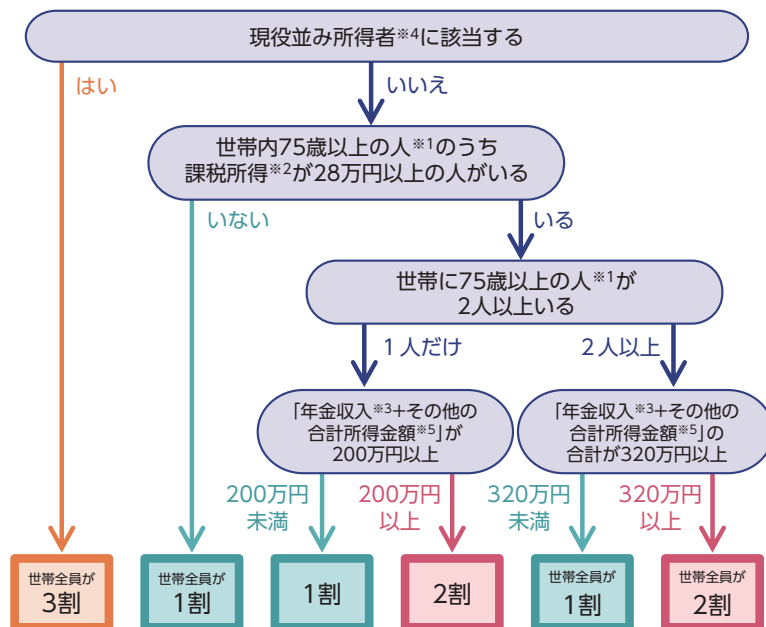 現役並み所得者※4に該当する
はい
いいえ
世帯内75歳以上の人※1のうち
課税所得※2が28万円以上の人がいる
いない
いる
世帯に75歳以上の人※1が
2人以上いる
１人だけ
２人以上
「年金収入※3+その他の
合計所得金額※5」が
200万円以上
「年金収入※3+その他の
合計所得金額※5」の
合計が320万円以上
200万円
未満
200万円
以上
320万円
未満
320万円
以上
世帯全員が
3割
世帯全員が
1割
1割
2割
世帯全員が
1割
世帯全員が
2割